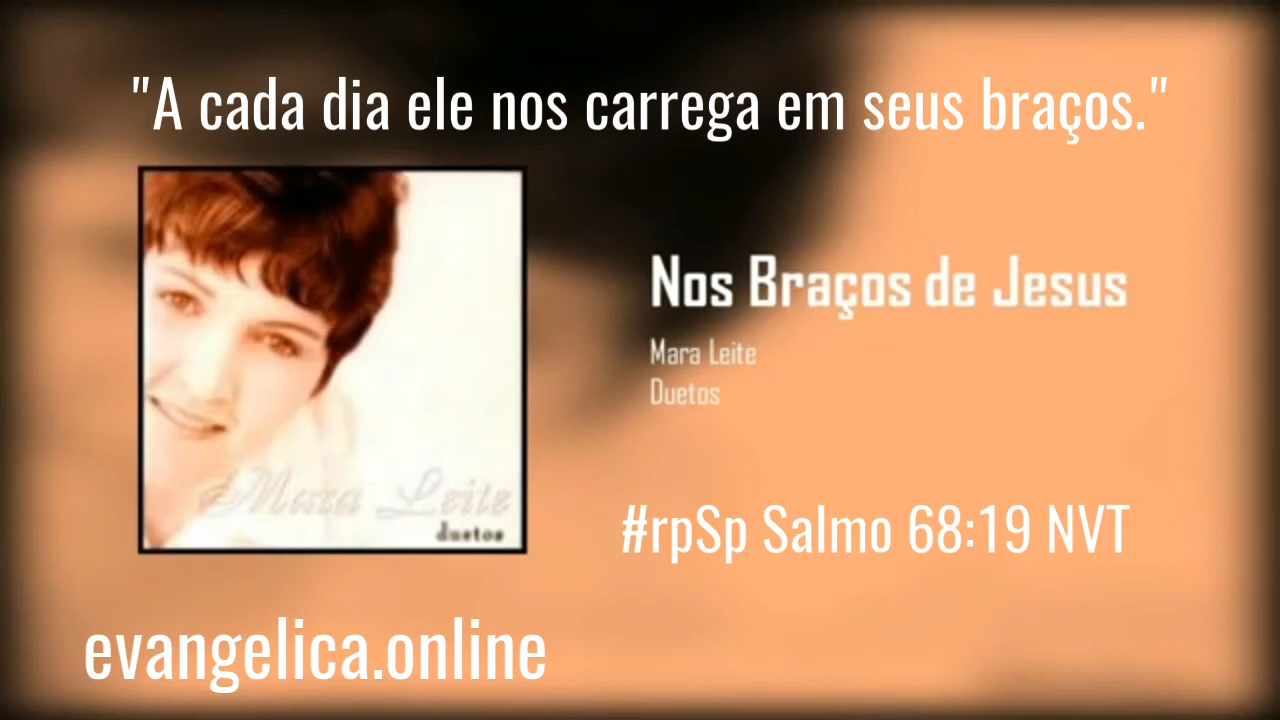 "A cada dia ele nos carrega em seus braços."
Nos Braços de Jesus
Mara Leite
Duetos
Mara Leite
duetos
#rpSp Salmo 68:19 NVT
evangelica.online